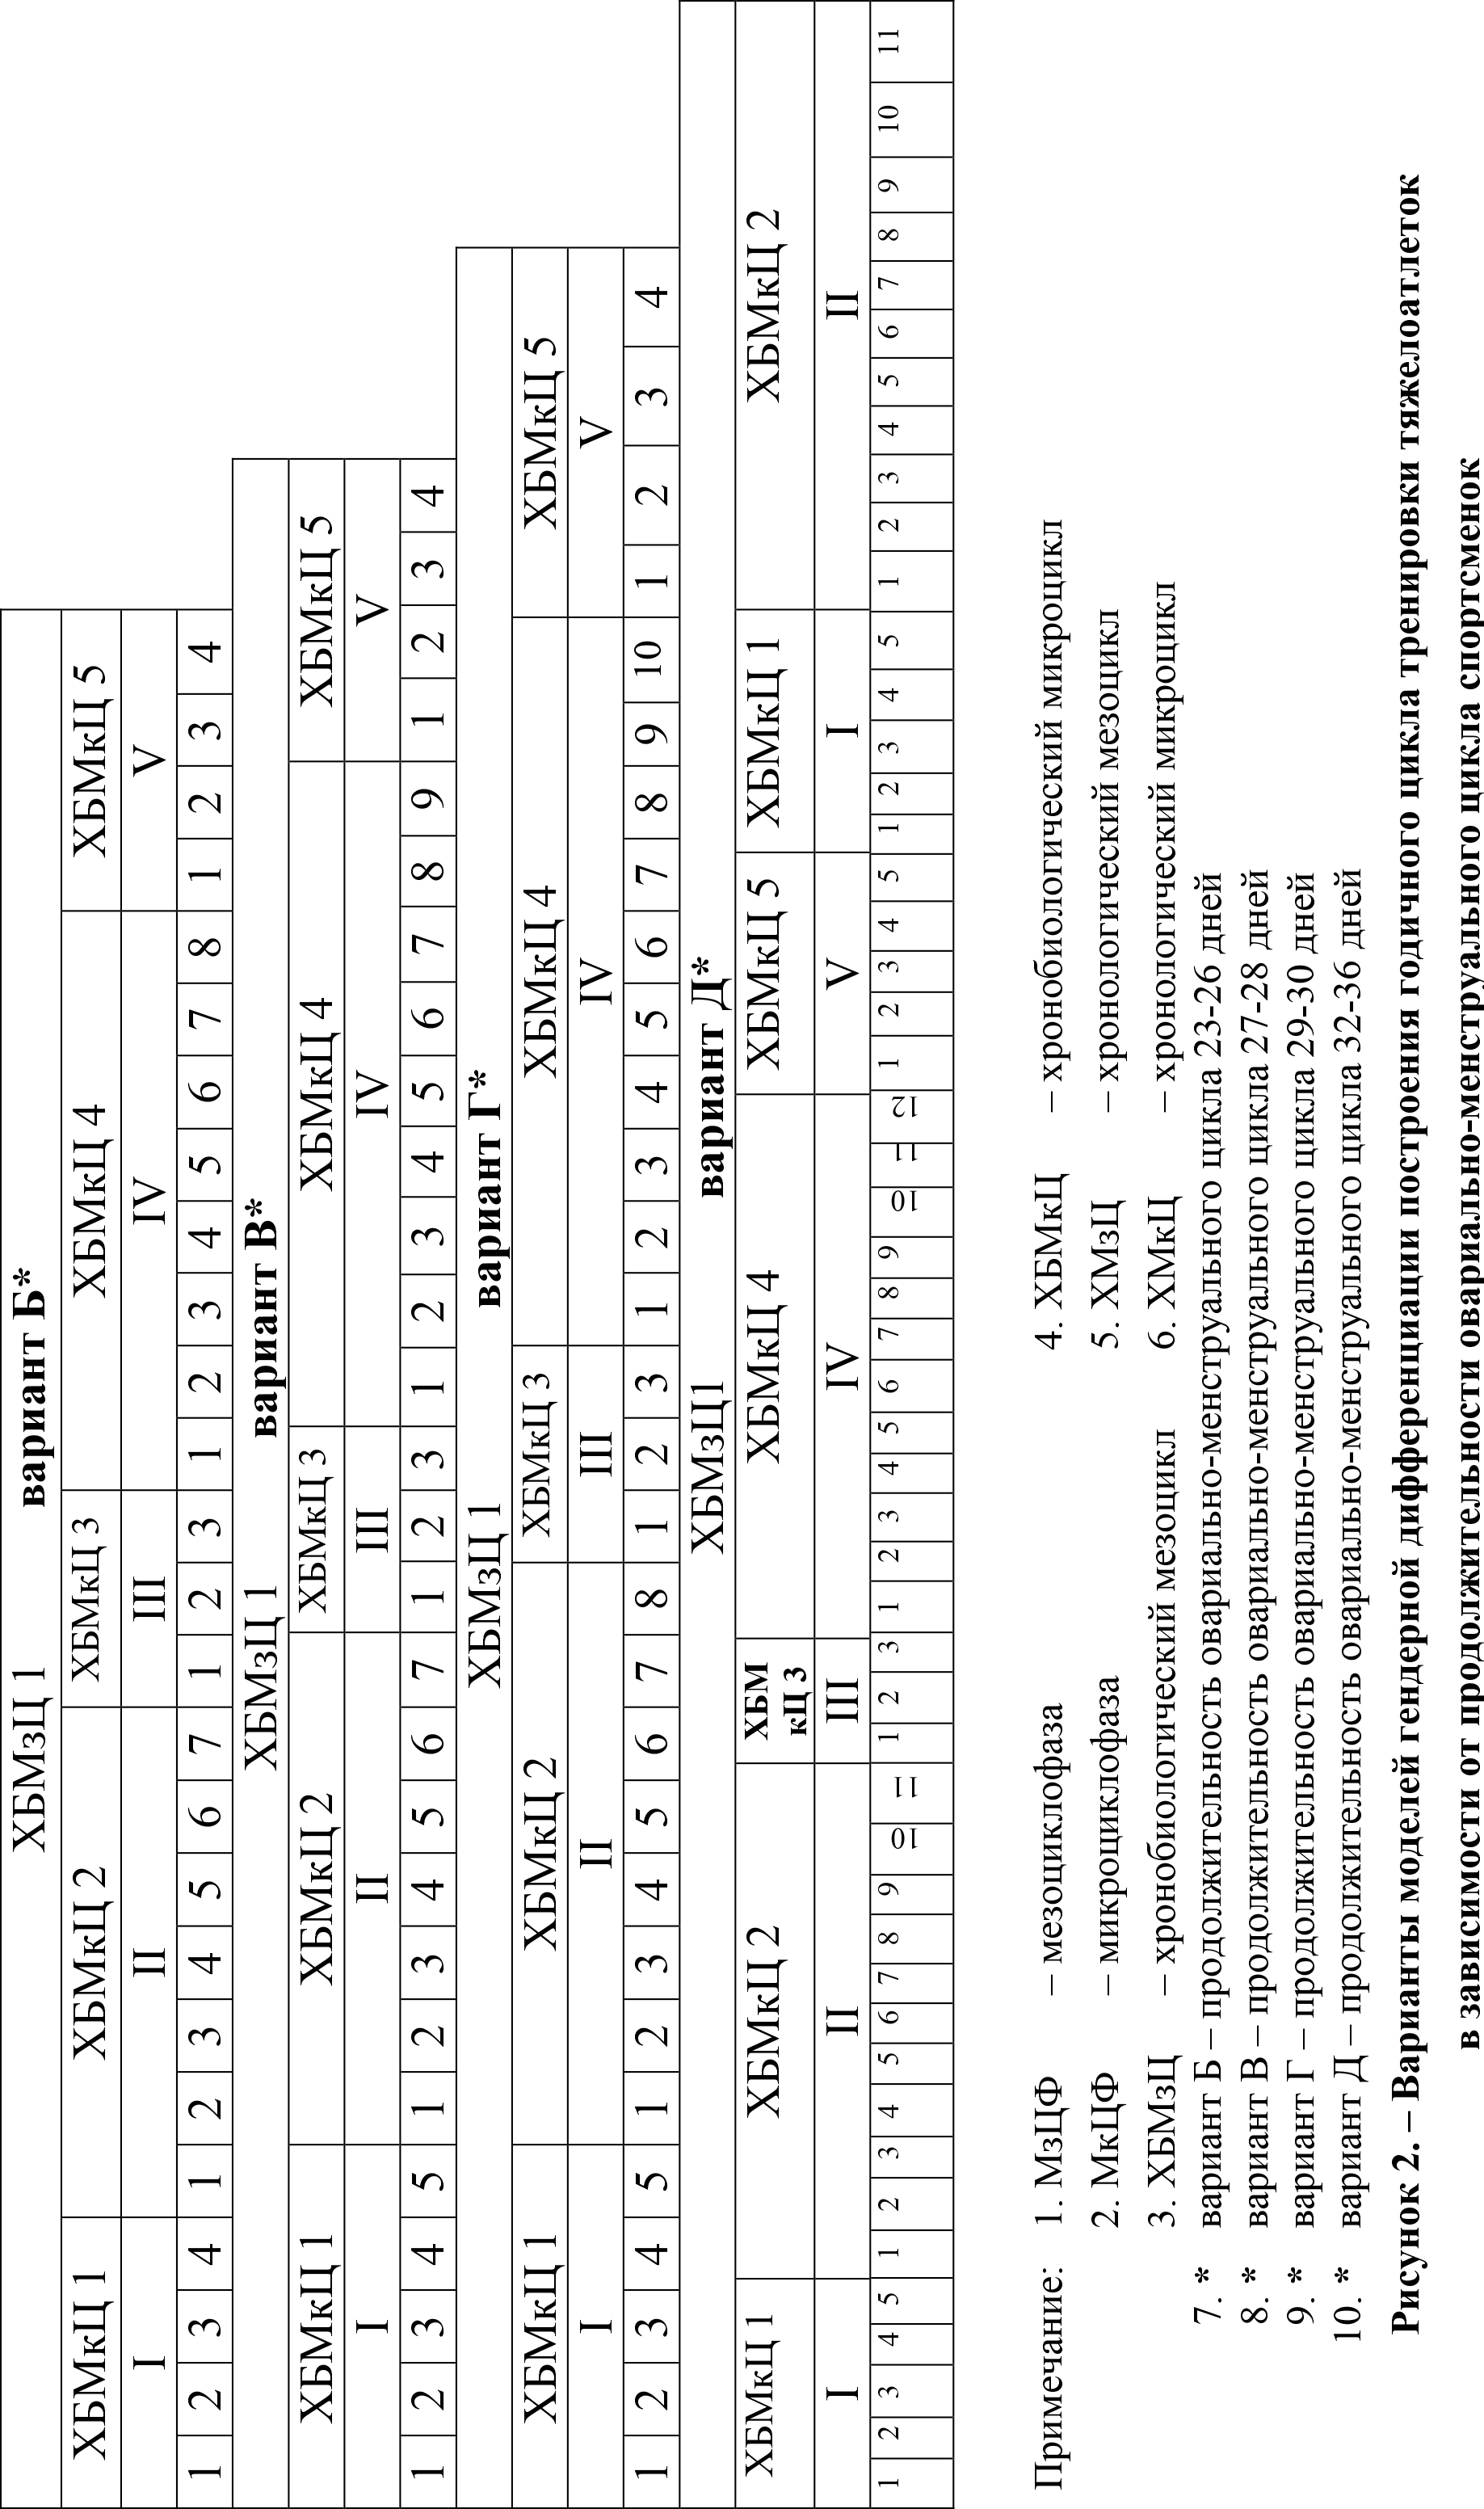 ХБМзЦ 1 вариант Б*
ХБМкЦ 1 ХБМкЦ 2 ХБМкЦ 3 ХБМкЦ 4 ХБМкЦ 5
I II III IV V
1 2 3 4 1 2 3 4 5 6 7 1 2 3 1 2 3 4 5 6 7 8 1 2 3 4
ХБМзЦ 1 вариант В*
ХБМкЦ 1 ХБМкЦ 2 ХБМкЦ 3 ХБМкЦ 4 ХБМкЦ 5
I II III IV V
1 2 3 4 5 1 2 3 4 5 6 7 1 2 3 1 2 3 4 5 6 7 8 9 1 2 3 4
ХБМзЦ 1 вариант Г*
ХБМкЦ 1 ХБМкЦ 2 ХБМкЦ 3 ХБМкЦ 4 ХБМкЦ 5
I II III IV V
1 2 3 4 5 1 2 3 4 5 6 7 8 1 2 3 1 2 3 4 5 6 7 8 9 10 1 2 3 4
ХБМзЦ1 вариант Д*
ХБМкЦ 1 ХБМкЦ 2 ХБМ
кЦ 3 ХБМкЦ 4 ХБМкЦ 5 ХБМкЦ 1 ХБМкЦ 2
I II III IV V I II
1 2 3 4 5 1 2 3 4 5 6 7 8 9 10 11 1 2 3 1 2 3 4 5 6 7 8 9 10 11 12 1 2 3 4 5 1 2 3 4 5 1 2 3 4 5 6 7 8 9 10 11
Примечание: 1. МзЦФ – мезоциклофаза 4. ХБМкЦ – хронобиологический микроцикл
2. МкЦФ – микроциклофаза 5. ХМзЦ – хронологический мезоцикл
3. ХБМзЦ – хронобиологический мезоцикл 6. ХМкЦ – хронологический микроцикл
7. * вариант Б – продолжительность овариально-менструального цикла 23-26 дней
8. * вариант В – продолжительность овариально-менструального цикла 27-28 дней
9. * вариант Г – продолжительность овариально-менструального цикла 29-30 дней
10. * вариант Д – продолжительность овариально-менструального цикла 32-36 дней
Рисунок 2. – Варианты моделей гендерной дифференциации построения годичного цикла тренировки тяжелоатлеток
в зависимости от продолжительности овариально-менструального цикла спортсменок